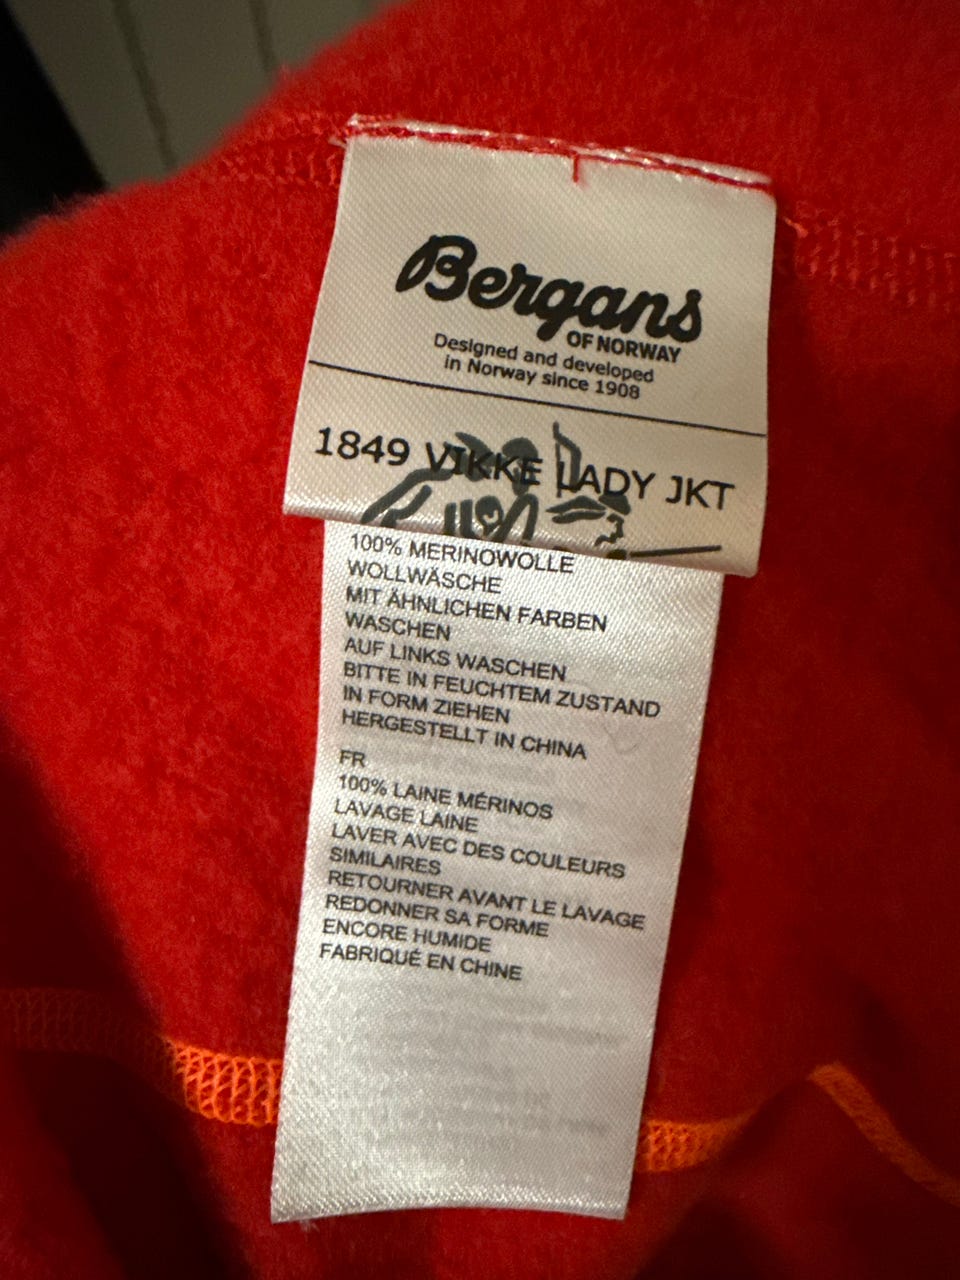 Bergans
OF NORWAY
Designed and developed
in Norway since 1908
1849 VIKKE LADY JKT
100% MERINOWOLLE
WOLLWÄSCHE
MIT ÄHNLICHEN FARBEN
WASCHEN
AUF LINKS WASCHEN
BITTE IN FEUCHTEM ZUSTAND
IN FORM ZIEHEN
HERGESTELLT IN CHINA
FR
100% LAINE MÉRINOS
LAVAGE LAINE
LAVER AVEC DES COULEURS
SIMILAIRES
RETOURNER AVANT LE LAVAGE
REDONNER SA FORME
ENCORE HUMIDE
FABRIQUÉ EN CHINE